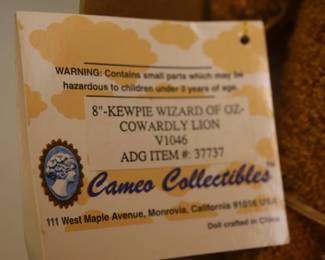 WARNING: Contains small parts which may be
hazardous to children under 3 years of age.
8"-KEWPIE WIZARD OF OZ-
COWARDLY LION
V1046
ADG ITEM #: 37737
Cameo Collectibles™
111 West Maple Avenue, Monrovia, California 91016 USA
Doll crafted in China